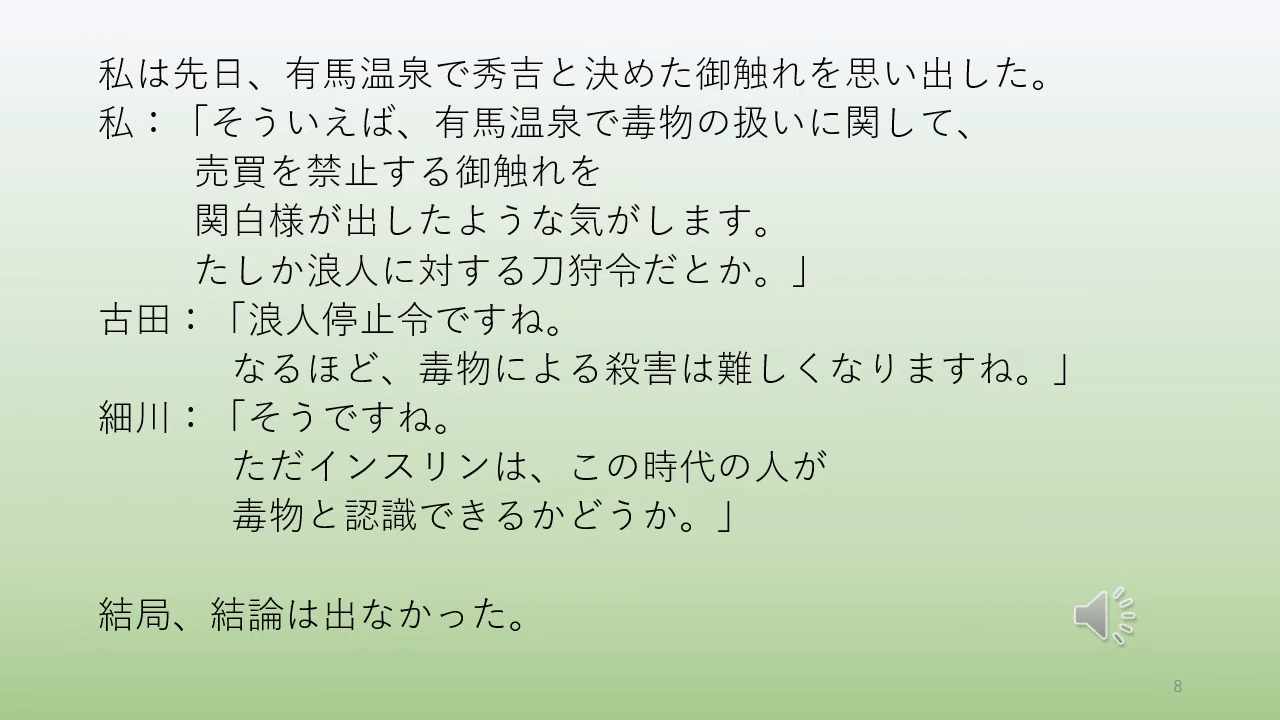 私は先日、有馬温泉で秀吉と決めた御触れを思い出した。
私：「そういえば、有馬温泉で毒物の扱いに関して、
売買を禁止する御触れを
関白様が出したような気がします。
たしか浪人に対する刀狩令だとか。」
古田：「浪人停止令ですね。
なるほど、毒物による殺害は難しくなりますね。」
細川：「そうですね。
ただインスリンは、この時代の人が
毒物と認識できるかどうか。」
結局、結論は出なかった。
8